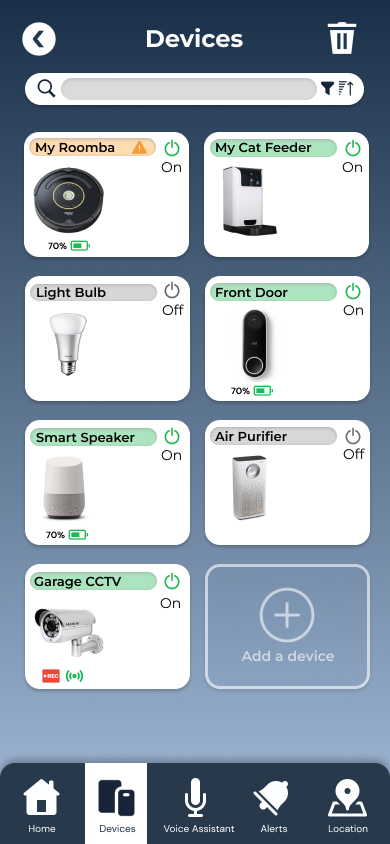 Devices
My Roomba
On
70%
My Cat Feeder
On
Light Bulb
Off
Front Door
On
70%
Smart Speaker
On
70%
Air Purifier
Off
Garage CCTV
On
REC
Add a device
Home
Devices
Voice Assistant
Alerts
Location